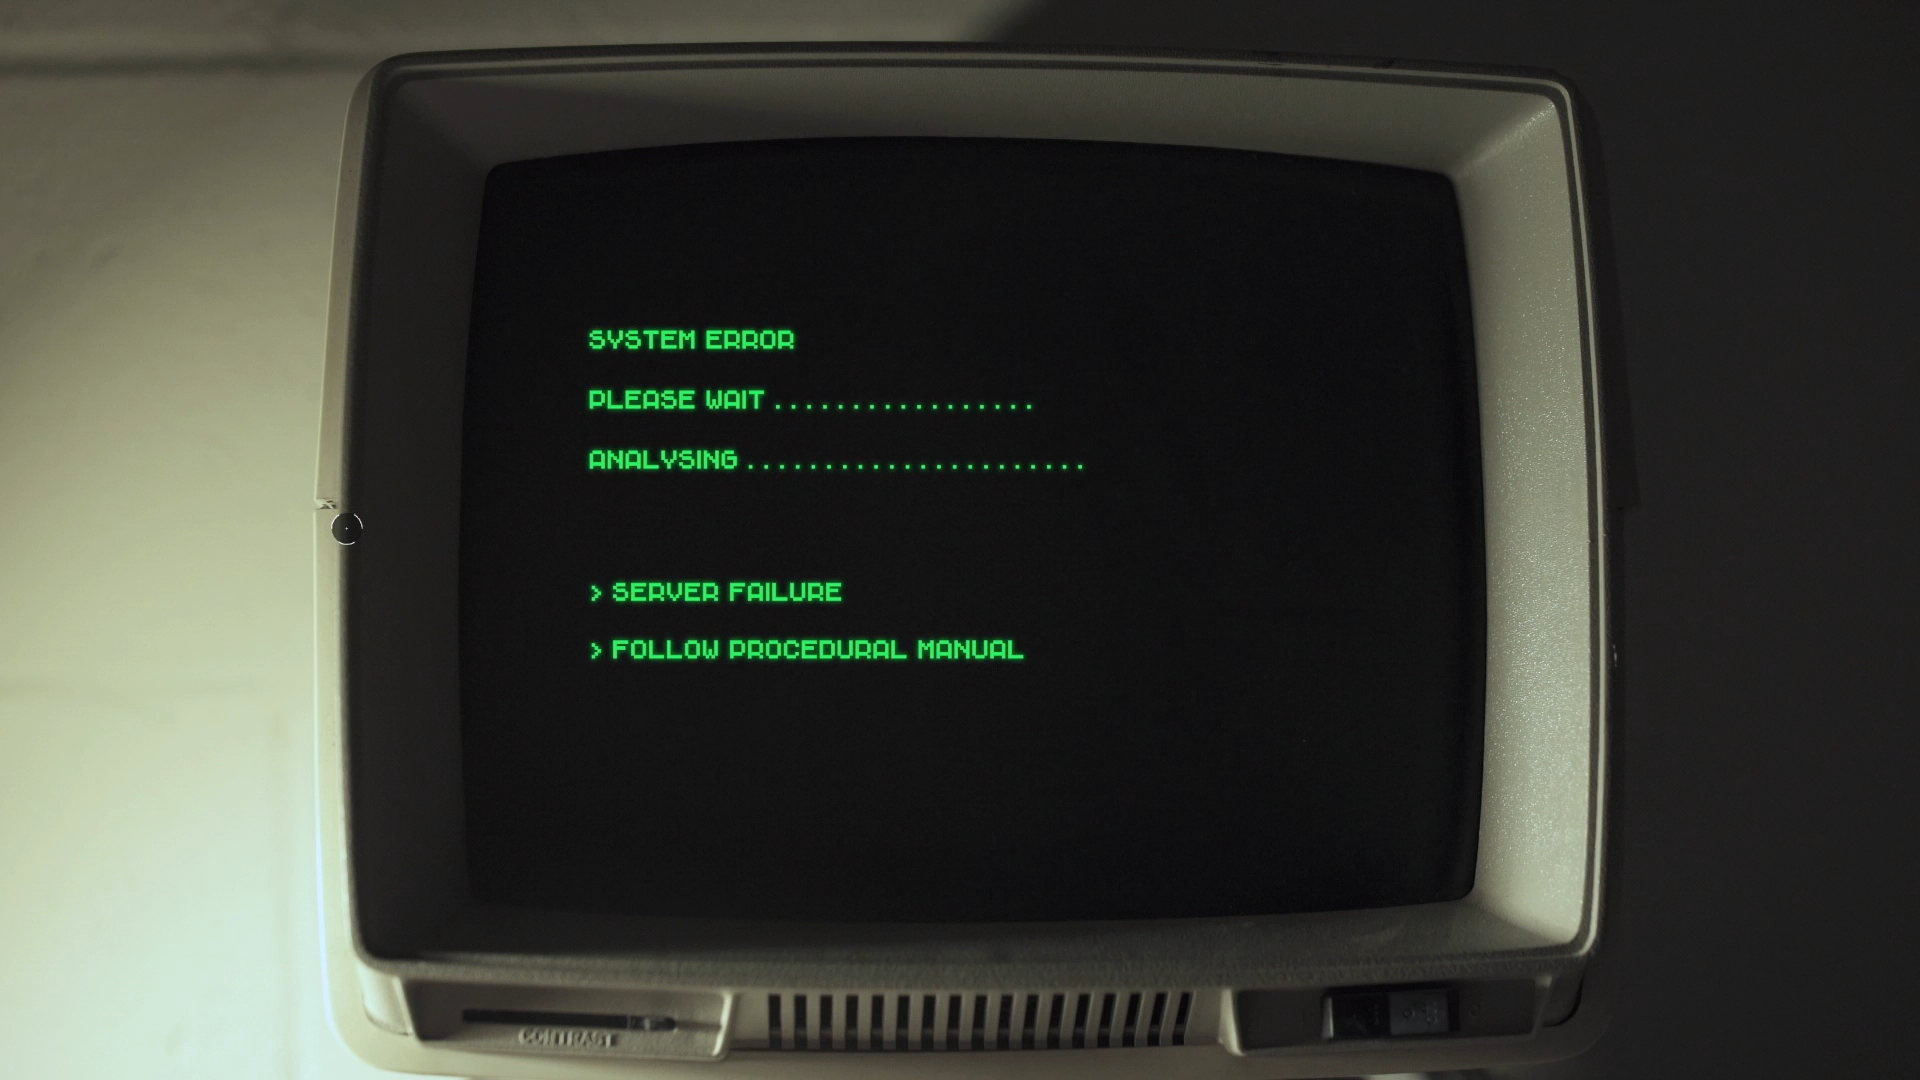 SYSTEM ERROR
PLEASE WAIT.................
ANALYSING......................
> SERVER FAILURE
> FOLLOW PROCEDURAL MANUAL
CONTRAST